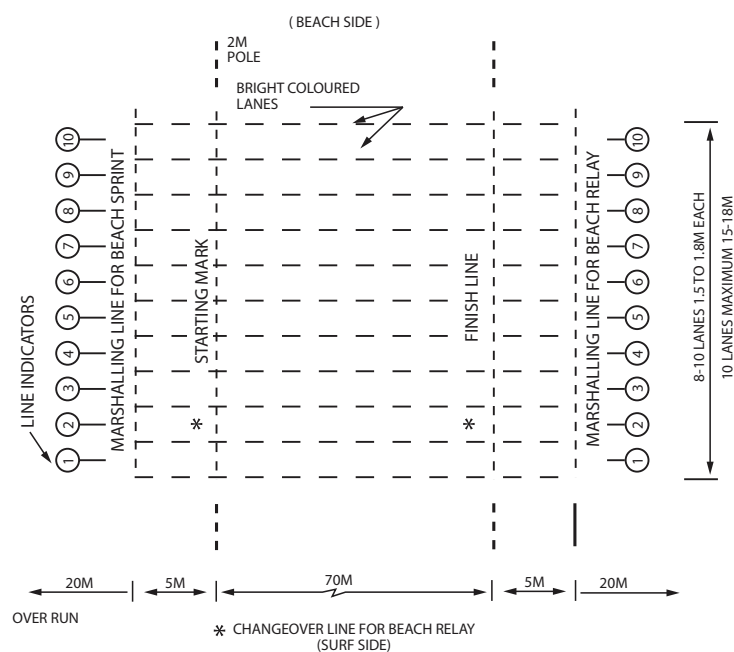 ( BEACH SIDE )
2M
POLE
BRIGHT COLOURED
LANES
10
9
8
7
6
5
4
3
2
1
LINE INDICATORS
MARSHALLING LINE FOR BEACH SPRINT
STARTING MARK
FINISH LINE
MARSHALLING LINE FOR BEACH RELAY
10
9
8
7
6
5
4
3
2
1
8-10 LANES 1.5 TO 1.8M EACH
10 LANES MAXIMUM 15-18M
*
*
20M
5M
70M
5M
20M
OVER RUN
* CHANGEOVER LINE FOR BEACH RELAY
(SURF SIDE)